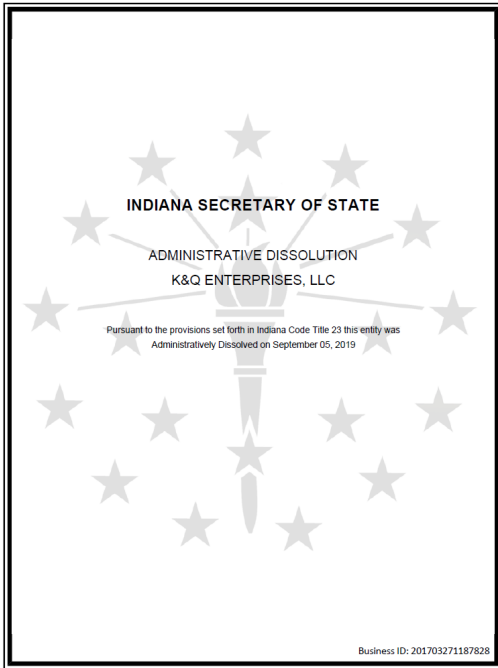 INDIANA SECRETARY OF STATE
ADMINISTRATIVE DISSOLUTION
K&Q ENTERPRISES, LLC
Pursuant to the provisions set forth in Indiana Code Title 23 this entity was
Administratively Dissolved on September 05, 2019
Business ID: 201703271187828